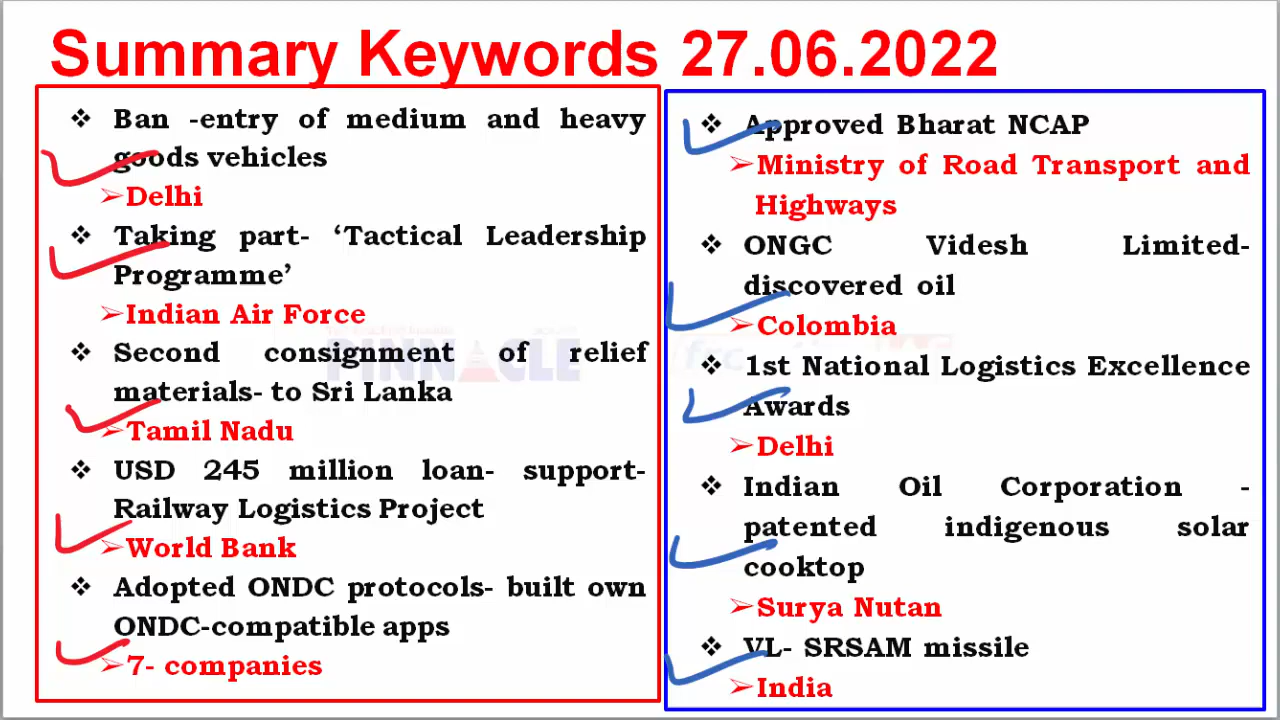 Summary Keywords 27.06.2022
❖ Ban -entry of medium and heavy
goods vehicles
➢Delhi
❖ Taking part- ‘Tactical Leadership
Programme’
➢Indian Air Force
❖ Second consignment of relief
materials- to Sri Lanka
➢Tamil Nadu
❖ USD 245 million loan- support-
Railway Logistics Project
➢World Bank
❖ Adopted ONDC protocols- built own
ONDC-compatible apps
➢7- companies
❖ Approved Bharat NCAP
➢Ministry of Road Transport and
Highways
❖ ONGC Videsh Limited-
discovered oil
➢Colombia
❖ 1st National Logistics Excellence
Awards
➢Delhi
❖ Indian Oil Corporation -
patented indigenous solar
cooktop
➢Surya Nutan
❖ VL- SRSAM missile
➢India
PINNACLE